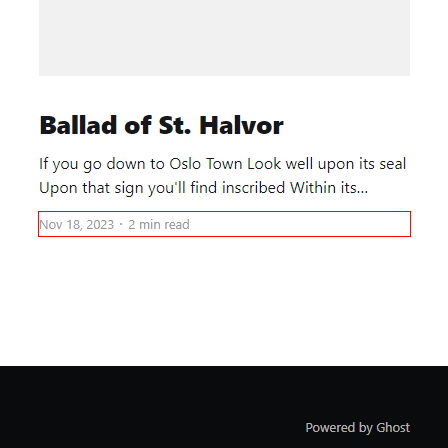 Ballad of St. Halvor
If you go down to Oslo Town Look well upon its seal
Upon that sign you'll find inscribed Within its...
Nov 18, 2023 · 2 min read
Powered by Ghost